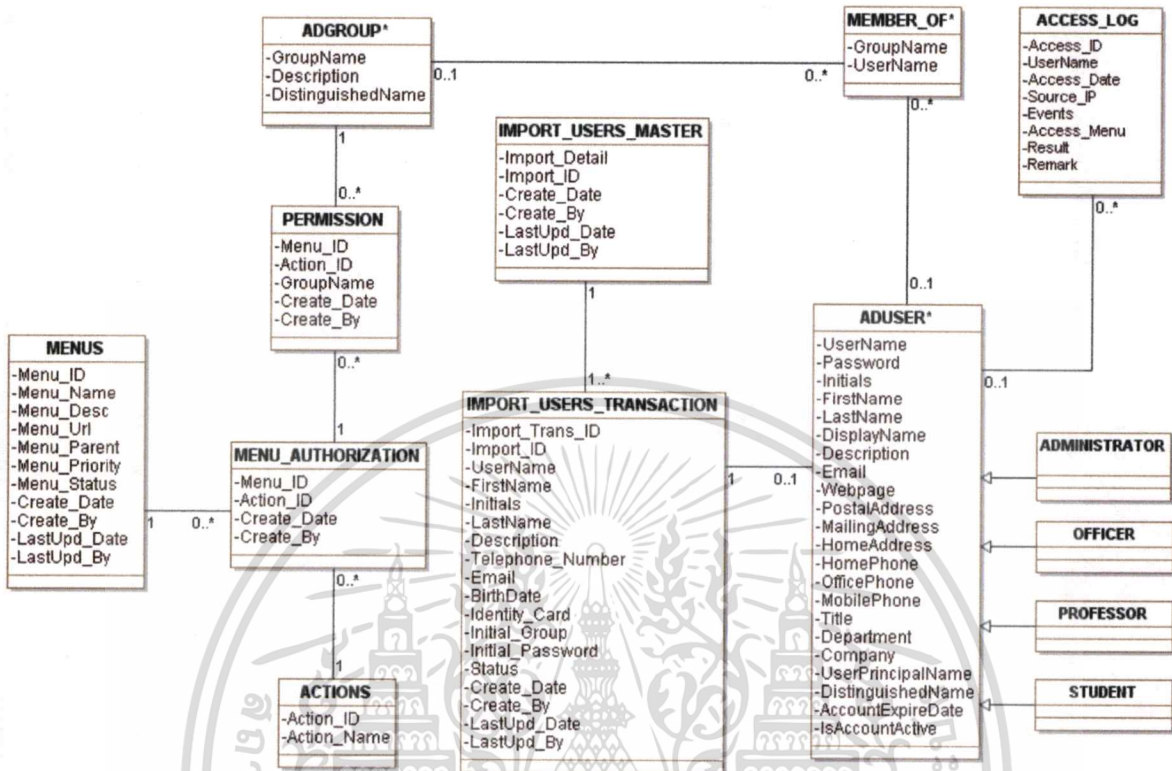 ADGROUP*
-GroupName
-Description
-DistinguishedName
0..1
0..*
1
0..*
MEMBER_OF*
-GroupName
-UserName
0..*
0..1
ACCESS_LOG
-Access_ID
-UserName
-Access_Date
-Source_IP
-Events
-Access_Menu
-Result
-Remark
0..*
0..1
IMPORT_USERS_MASTER
-Import_Detail
-Import_ID
-Create_Date
-Create_By
-LastUpd_Date
-LastUpd_By
1
1..*
PERMISSION
-Menu_ID
-Action_ID
-GroupName
-Create_Date
-Create_By
0..*
1
MENUS
-Menu_ID
-Menu_Name
-Menu_Desc
-Menu_Url
-Menu_Parent
-Menu_Priority
-Menu_Status
-Create_Date
-Create_By
-LastUpd_Date
-LastUpd_By
1
0..*
MENU_AUTHORIZATION
-Menu_ID
-Action_ID
-Create_Date
-Create_By
0..*
1
ACTIONS
-Action_ID
-Action_Name
IMPORT_USERS_TRANSACTION
-Import_Trans_ID
-Import_ID
-UserName
-FirstName
-Initials
-LastName
-Description
-Telephone_Number
-Email
-BirthDate
-Identity_Card
-Initial_Group
-Initial_Password
-Status
-Create_Date
-Create_By
-LastUpd_Date
-LastUpd_By
1
0..1
ADUSER*
-UserName
-Password
-Initials
-FirstName
-LastName
-DisplayName
-Description
-Email
-Webpage
-PostalAddress
-MailingAddress
-HomeAddress
-HomePhone
-OfficePhone
-MobilePhone
-Title
-Department
-Company
-UserPrincipalName
-DistinguishedName
-AccountExpireDate
-IsAccountActive
ADMINISTRATOR
OFFICER
PROFESSOR
STUDENT